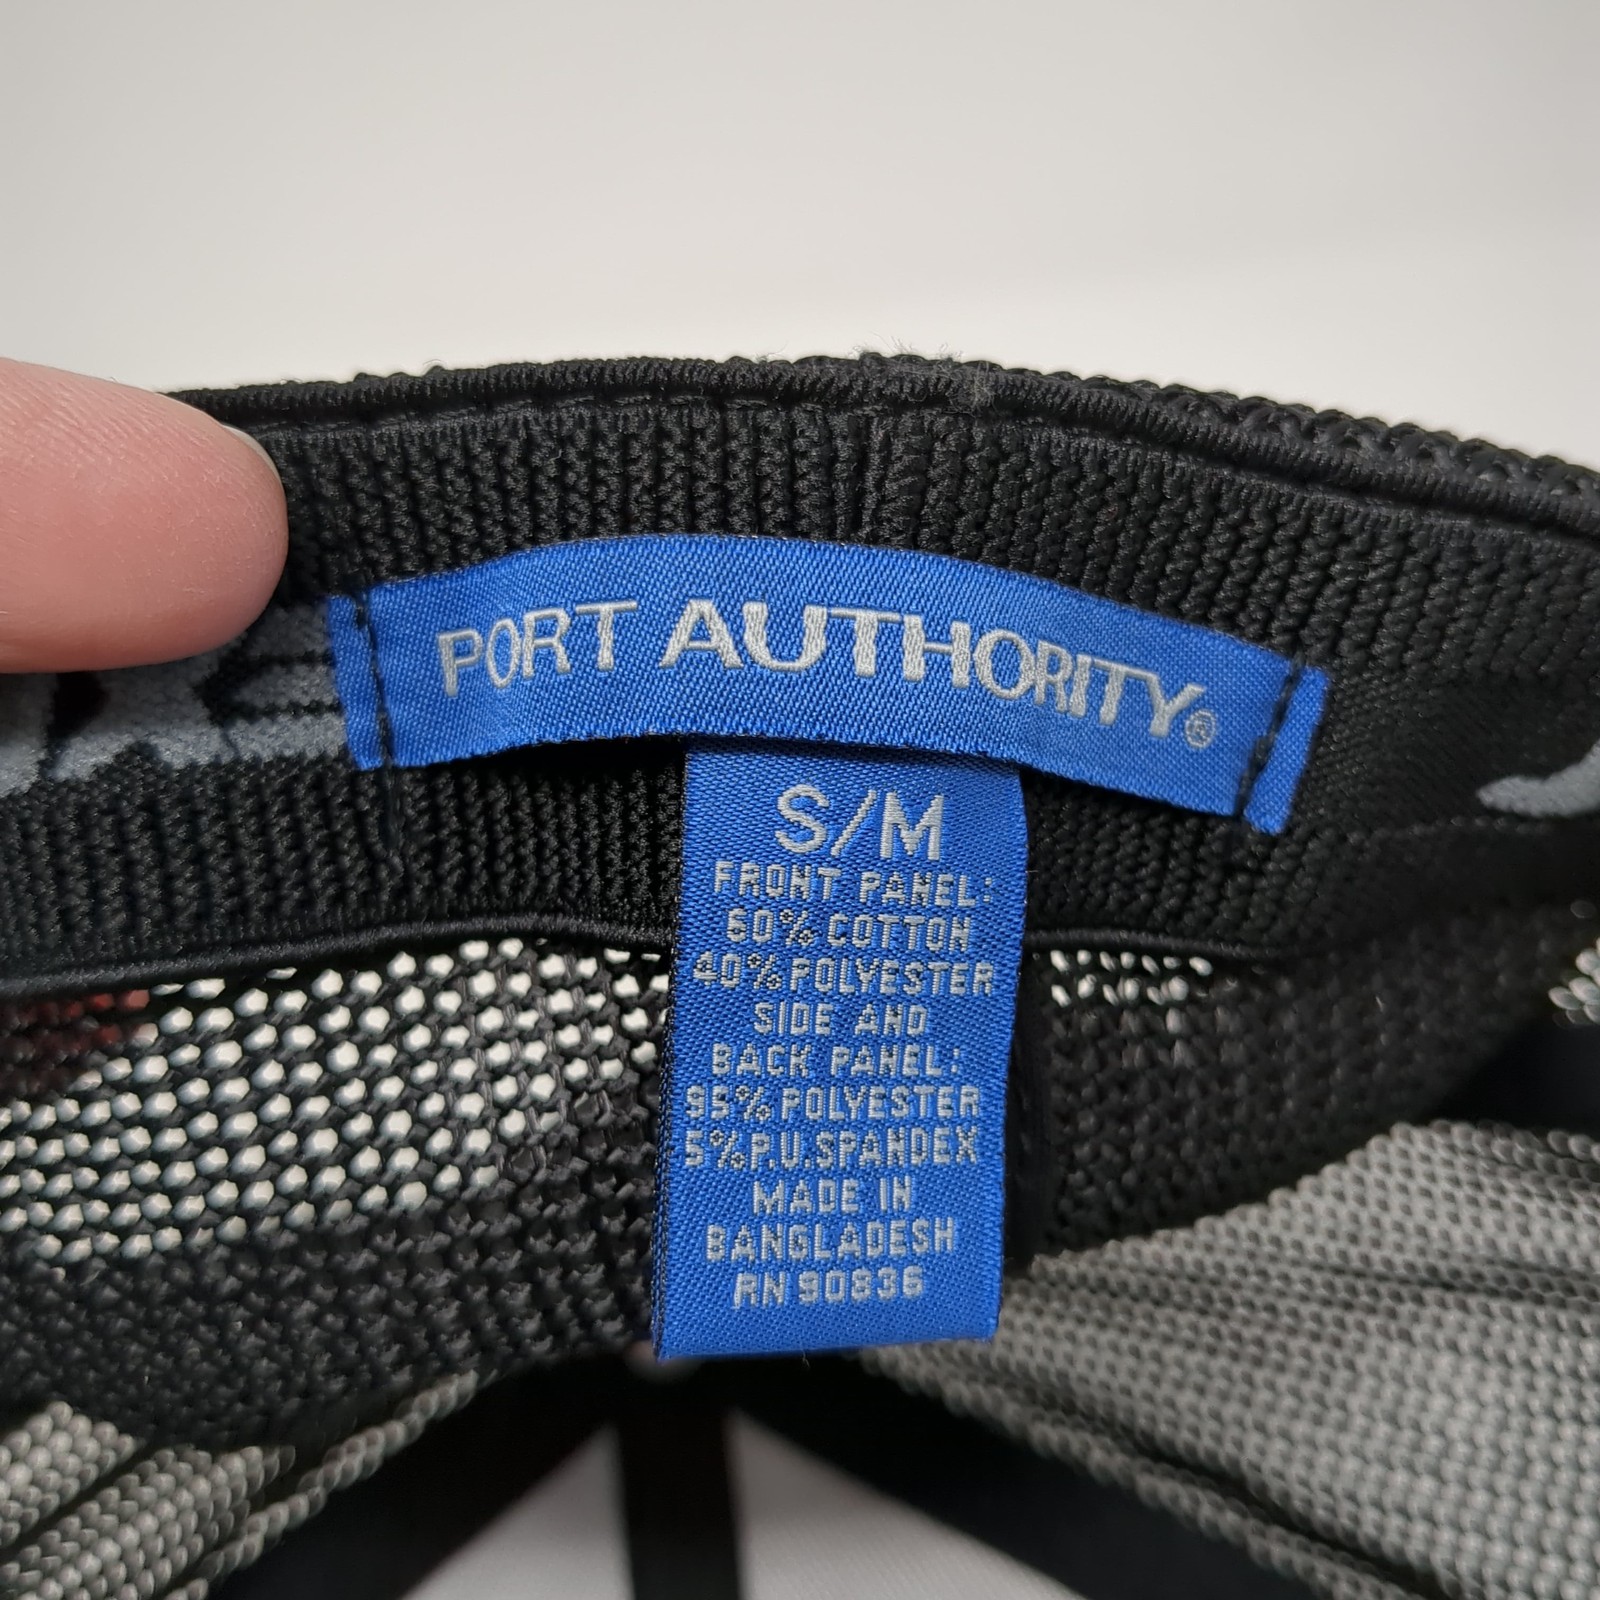 PORT AUTHORITY®
S/M
FRONT PANEL:
60% COTTON
40% POLYESTER
SIDE AND
BACK PANEL:
95% POLYESTER
5% P.U.SPANDEX
MADE IN
BANGLADESH
RN 90836